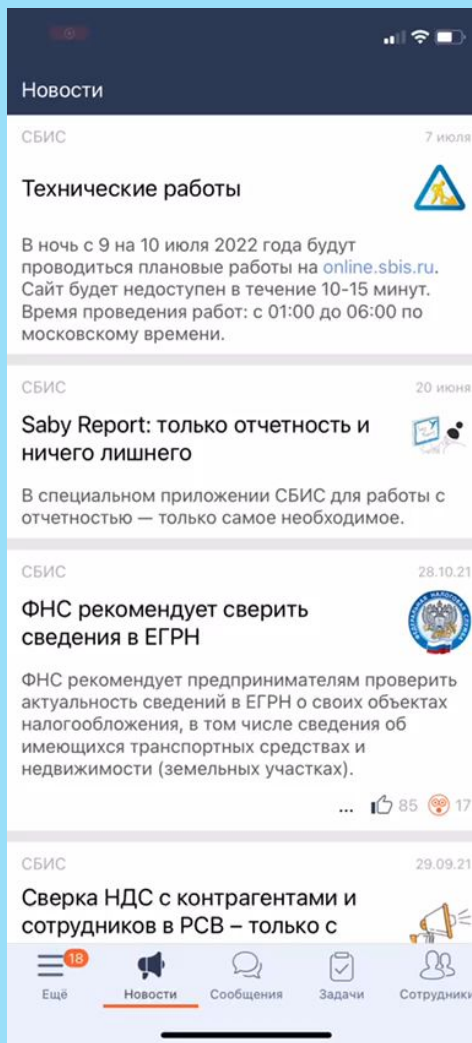 Новости
СБИС 7 июля
Технические работы
В ночь с 9 на 10 июля 2022 года будут
проводиться плановые работы на online.sbis.ru.
Сайт будет недоступен в течение 10-15 минут.
Время проведения работ: с 01:00 до 06:00 по
московскому времени.
СБИС 20 июня
Saby Report: только отчетность и
ничего лишнего
В специальном приложении СБИС для работы с
отчетностью — только самое необходимое.
СБИС 28.10.21
ФНС рекомендует сверить
сведения в ЕГРН
ФНС рекомендует предпринимателям проверить
актуальность сведений в ЕГРН о своих объектах
налогообложения, в том числе сведения об
имеющихся транспортных средствах и
недвижимости (земельных участках).
... 85 17
СБИС 29.09.21
Сверка НДС с контрагентами и
сотрудников в РСВ – только с
18
Ещё Новости Сообщения Задачи Сотрудники